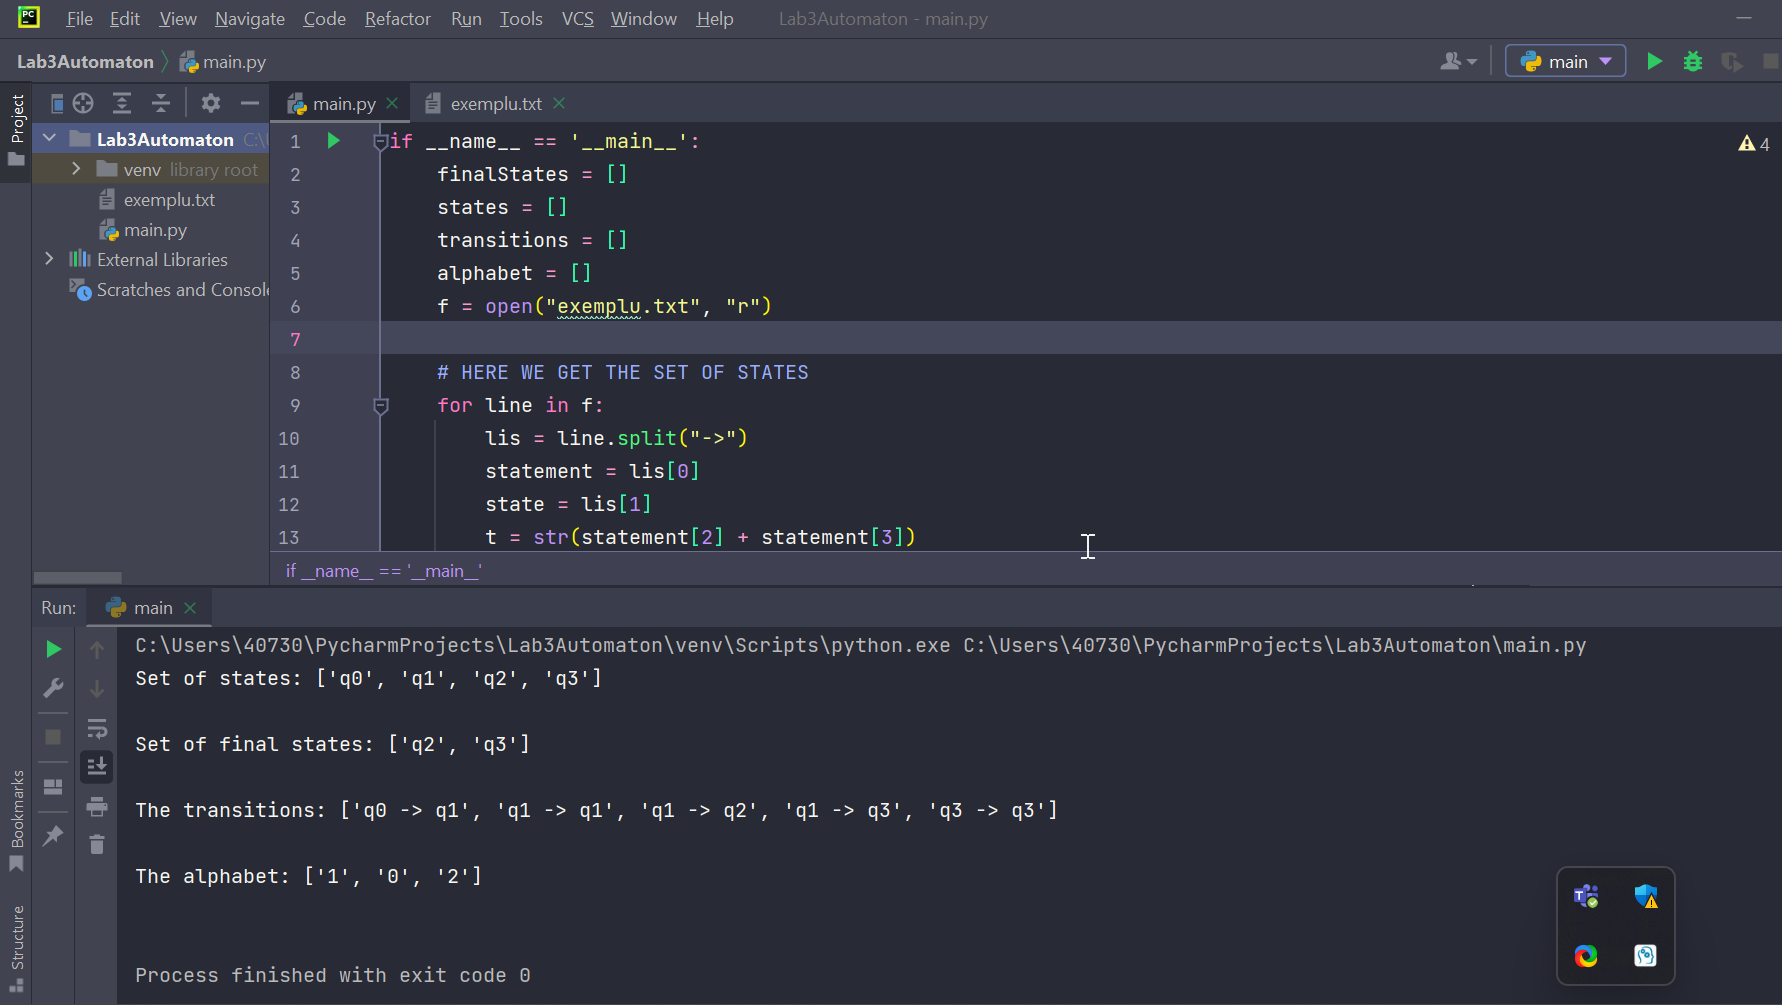 PC File Edit View Navigate Code Refactor Run Tools VCS Window Help Lab3Automaton - main.py
Lab3Automaton main.py main
Project
main.py exemplu.txt
Lab3Automaton C:\
venv library root
exemplu.txt
main.py
External Libraries
Scratches and Console
1 if __name__ == '__main__': 4
2 finalStates = []
3 states = []
4 transitions = []
5 alphabet = []
6 f = open("exemplu.txt", "r")
7
8 # HERE WE GET THE SET OF STATES
9 for line in f:
10 lis = line.split("->")
11 statement = lis[0]
12 state = lis[1]
13 t = str(statement[2] + statement[3])
if __name__ == '__main__'
Run: main
C:\Users\40730\PycharmProjects\Lab3Automaton\venv\Scripts\python.exe C:\Users\40730\PycharmProjects\Lab3Automaton\main.py
Set of states: ['q0', 'q1', 'q2', 'q3']
Set of final states: ['q2', 'q3']
The transitions: ['q0 -> q1', 'q1 -> q1', 'q1 -> q2', 'q1 -> q3', 'q3 -> q3']
The alphabet: ['1', '0', '2']
Process finished with exit code 0
Bookmarks
Structure